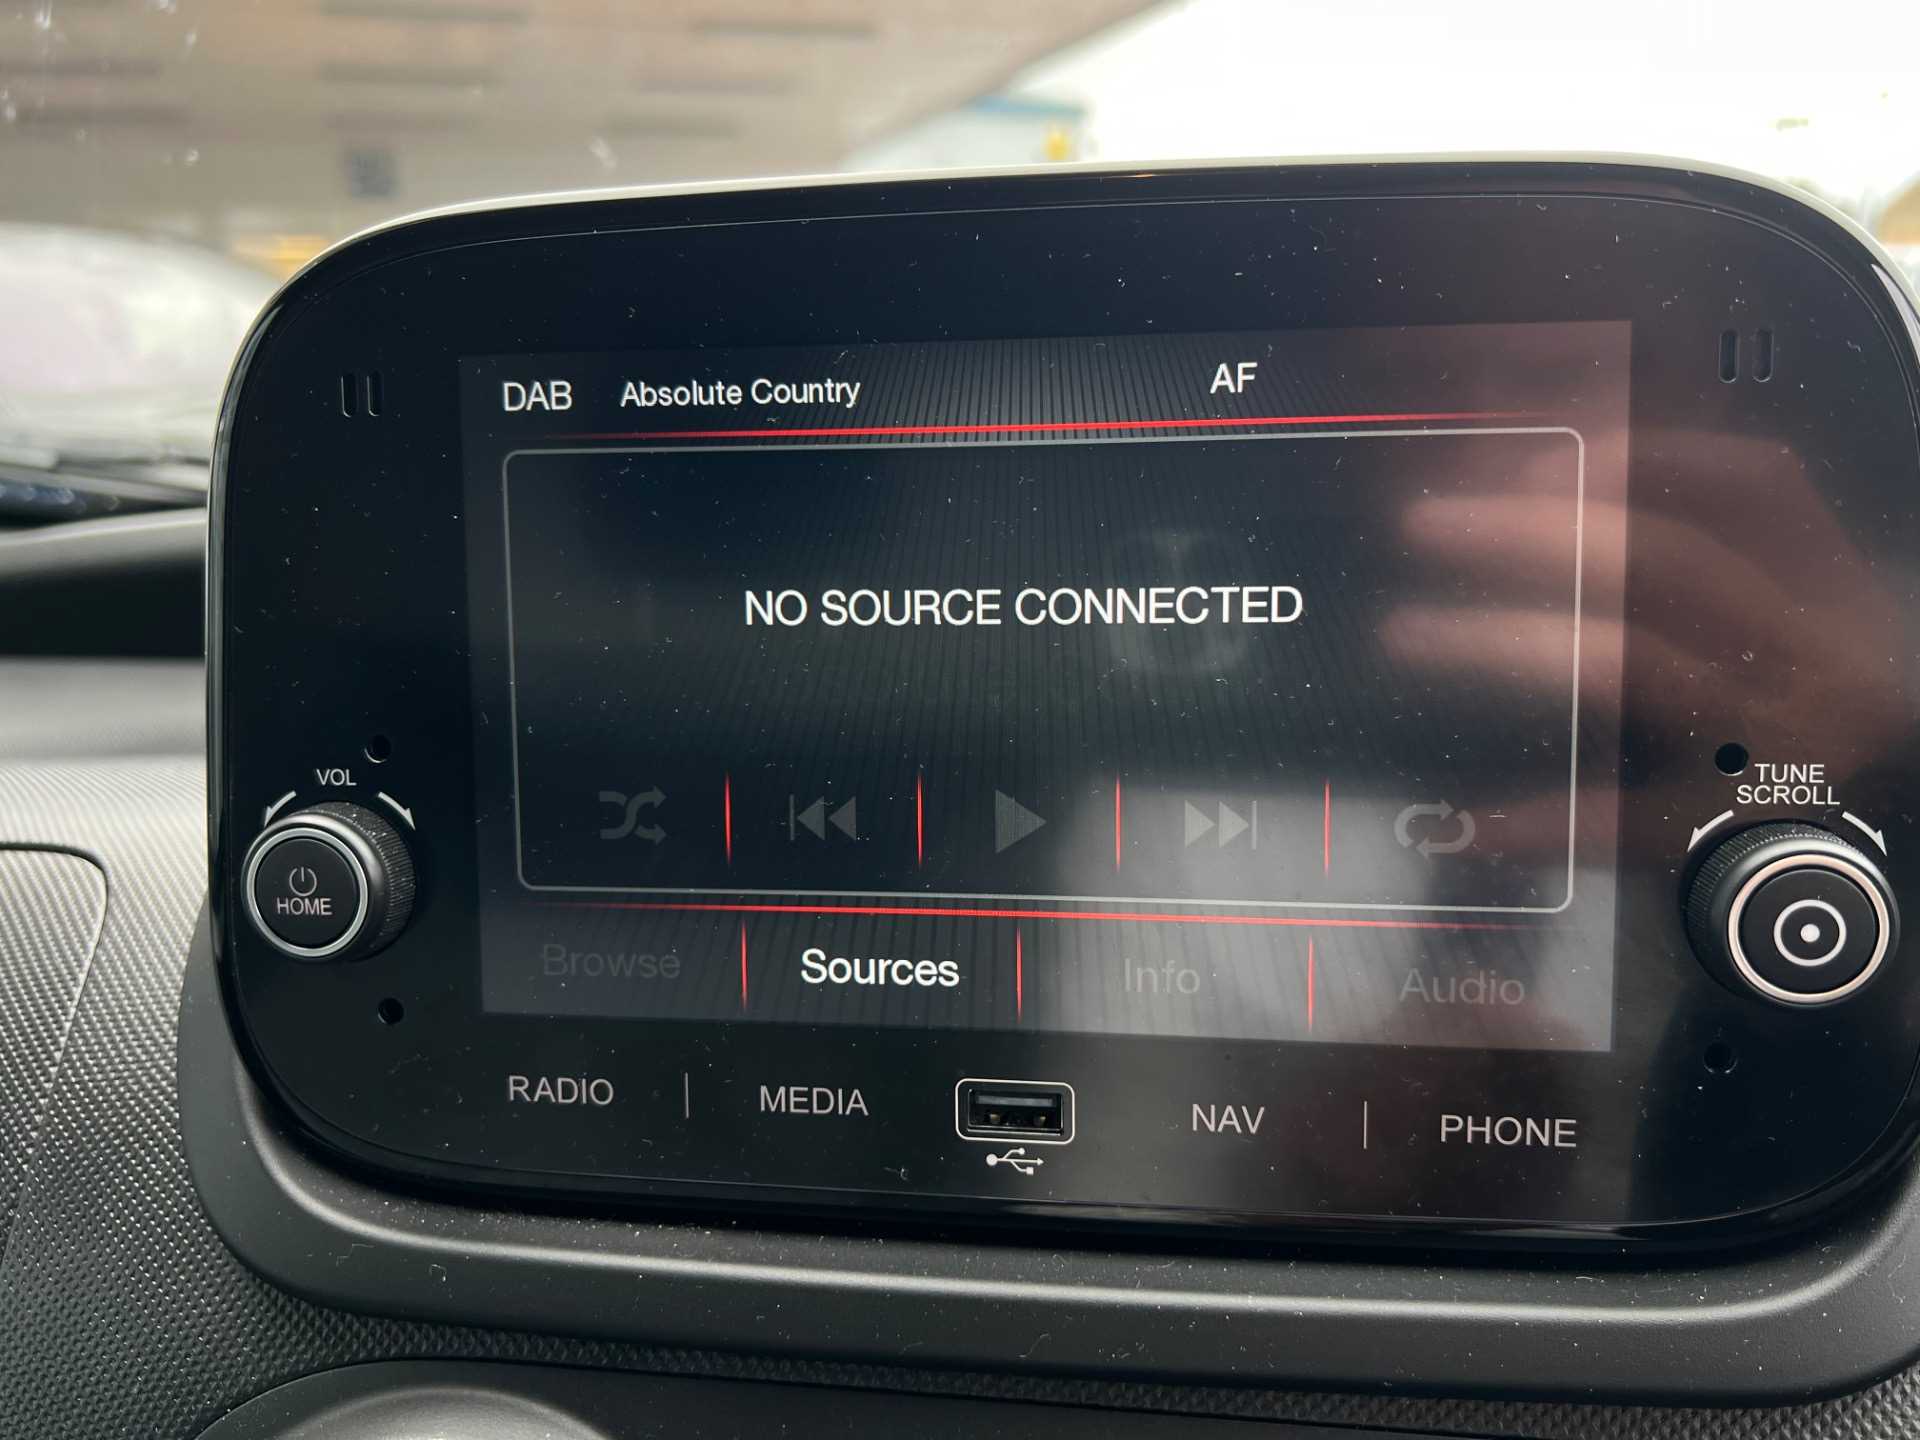 DAB Absolute Country AF
NO SOURCE CONNECTED
VOL
TUNE
SCROLL
HOME
Browse Sources Info Audio
RADIO MEDIA NAV PHONE